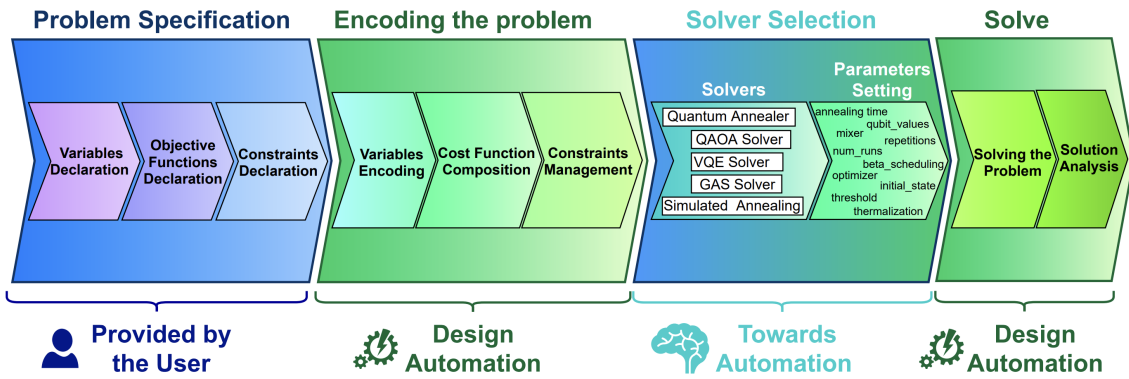 Problem Specification
Encoding the problem
Solver Selection
Solve
Variables
Declaration
Objective
Functions
Declaration
Constraints
Declaration
Variables
Encoding
Cost Function
Composition
Constraints
Management
Solvers
Quantum Annealer
QAOA Solver
VQE Solver
GAS Solver
Simulated Annealing
Parameters
Setting
annealing time
qubit_values
mixer
repetitions
num_runs
beta_scheduling
optimizer
initial_state
threshold
thermalization
Solving the
Problem
Solution
Analysis
Provided by
the User
Design
Automation
Towards
Automation
Design
Automation